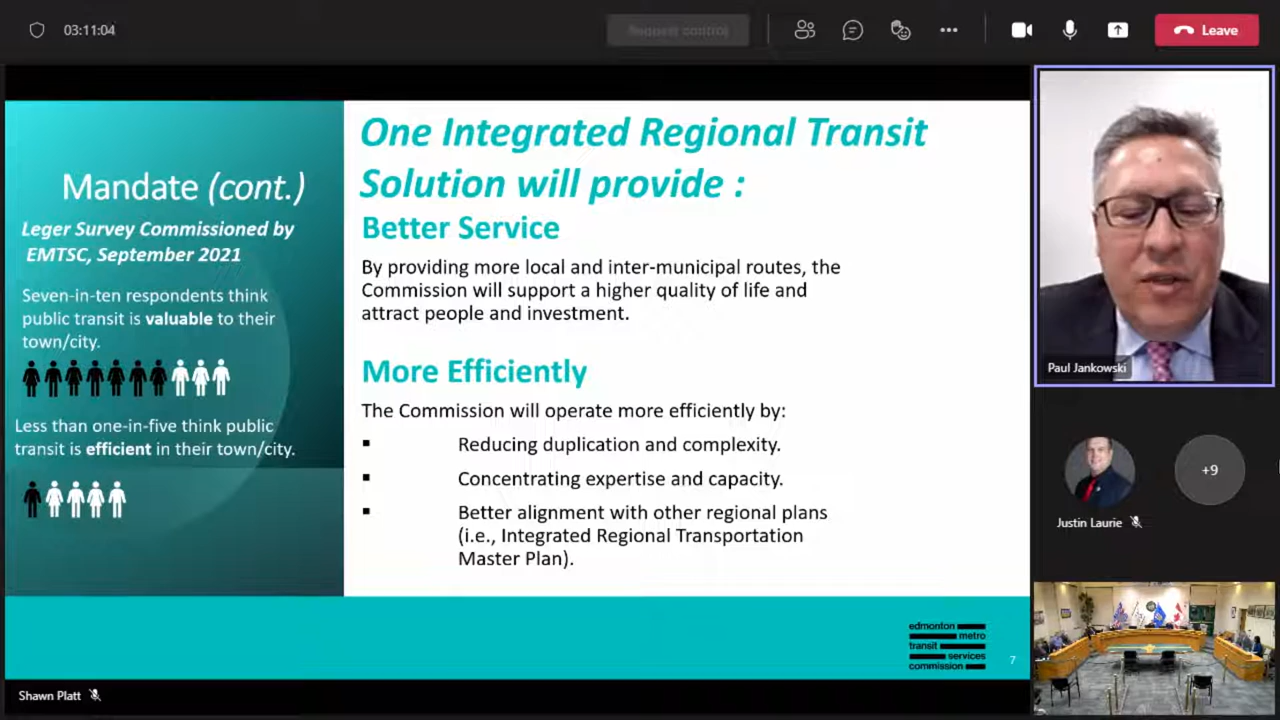 03:11:04
Request control
Leave
Mandate (cont.)
Leger Survey Commissioned by
EMTSC, September 2021
Seven-in-ten respondents think
public transit is valuable to their
town/city.
Less than one-in-five think public
transit is efficient in their town/city.
One Integrated Regional Transit
Solution will provide :
Better Service
By providing more local and inter-municipal routes, the
Commission will support a higher quality of life and
attract people and investment.
More Efficiently
The Commission will operate more efficiently by:
▪ Reducing duplication and complexity.
▪ Concentrating expertise and capacity.
▪ Better alignment with other regional plans
(i.e., Integrated Regional Transportation
Master Plan).
edmonton
metro
transit
services
commission
7
Shawn Platt
Paul Jankowski
Justin Laurie
+9